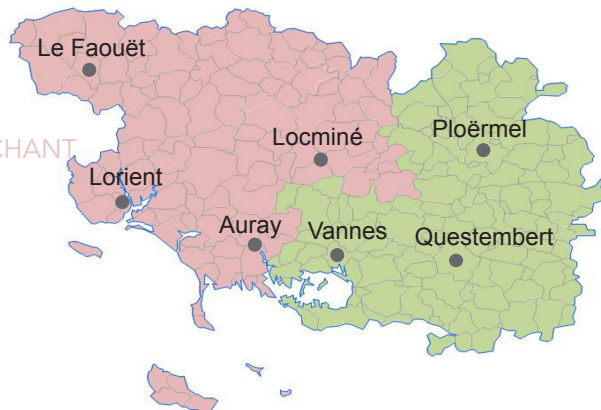 Le Faouët
CHANT
Locminé
Ploërmel
Lorient
Auray
Vannes
Questembert